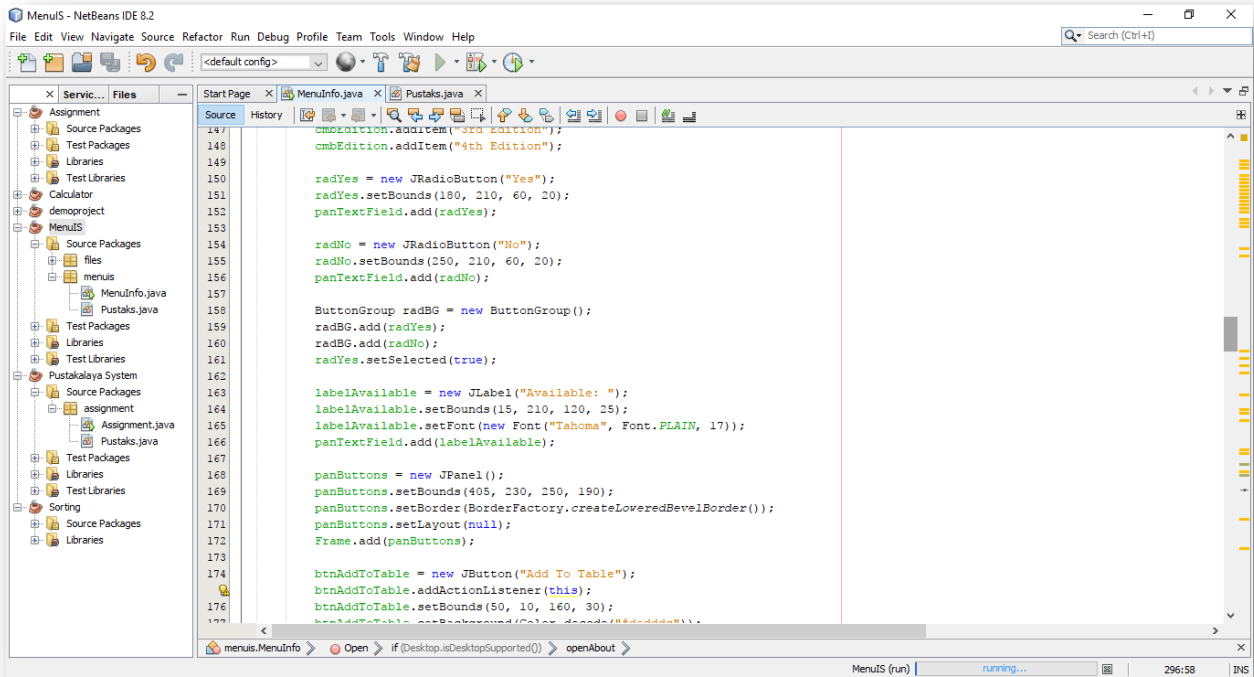 MenuIS - NetBeans IDE 8.2
File Edit View Navigate Source Refactor Run Debug Profile Team Tools Window Help
Search (Ctrl+I)
<default config>
Servic... Files
Start Page MenuInfo.java Pustaks.java
Source History
Assignment
Source Packages
Test Packages
Libraries
Test Libraries
Calculator
demoproject
MenuIS
Source Packages
files
menuis
MenuInfo.java
Pustaks.java
Test Packages
Libraries
Test Libraries
Pustakalaya System
Source Packages
assignment
Assignment.java
Pustaks.java
Test Packages
Libraries
Test Libraries
Sorting
Source Packages
Libraries
147 cmbEdition.addItem("3rd Edition");
148 cmbEdition.addItem("4th Edition");
149
150 radYes = new JRadioButton("Yes");
151 radYes.setBounds(180, 210, 60, 20);
152 panTextField.add(radYes);
153
154 radNo = new JRadioButton("No");
155 radNo.setBounds(250, 210, 60, 20);
156 panTextField.add(radNo);
157
158 ButtonGroup radBG = new ButtonGroup();
159 radBG.add(radYes);
160 radBG.add(radNo);
161 radYes.setSelected(true);
162
163 labelAvailable = new JLabel("Available: ");
164 labelAvailable.setBounds(15, 210, 120, 25);
165 labelAvailable.setFont(new Font("Tahoma", Font.PLAIN, 17));
166 panTextField.add(labelAvailable);
167
168 panButtons = new JPanel();
169 panButtons.setBounds(405, 230, 250, 190);
170 panButtons.setBorder(BorderFactory.createLoweredBevelBorder());
171 panButtons.setLayout(null);
172 Frame.add(panButtons);
173
174 btnAddToTable = new JButton("Add To Table");
btnAddToTable.addActionListener(this);
176 btnAddToTable.setBounds(50, 10, 160, 30);
177 btnAddToTable.setBackground(Color.decode(
menuis.MenuInfo Open if (Desktop.isDesktopSupported()) openAbout
MenuIS (run) running... 296:58 INS